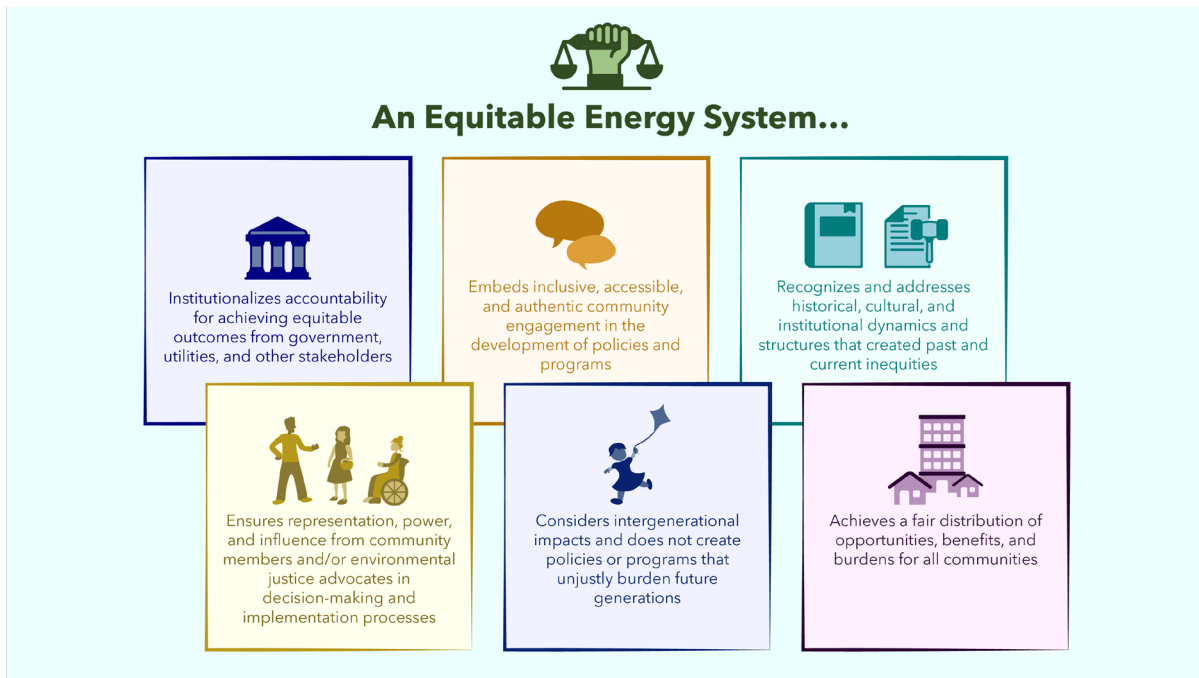 An Equitable Energy System...
Institutionalizes accountability
for achieving equitable
outcomes from government,
utilities, and other stakeholders
Embeds inclusive, accessible,
and authentic community
engagement in the
development of policies and
programs
Recognizes and addresses
historical, cultural, and
institutional dynamics and
structures that created past and
current inequities
Ensures representation, power,
and influence from community
members and/or environmental
justice advocates in
decision-making and
implementation processes
Considers intergenerational
impacts and does not create
policies or programs that
unjustly burden future
generations
Achieves a fair distribution of
opportunities, benefits, and
burdens for all communities